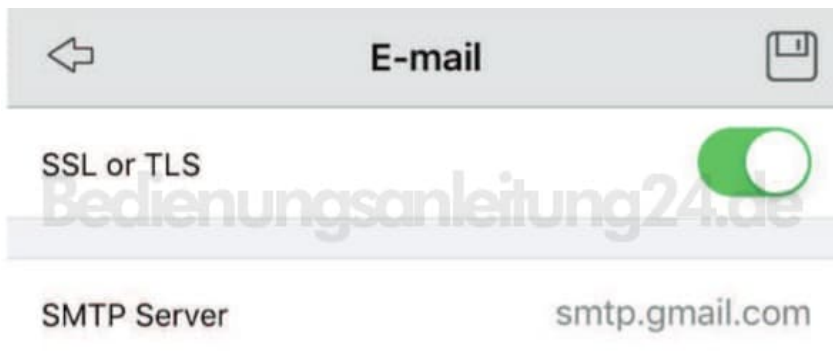 E-mail
SSL or TLS
Bedienungsanleitung24.de
SMTP Server smtp.gmail.com